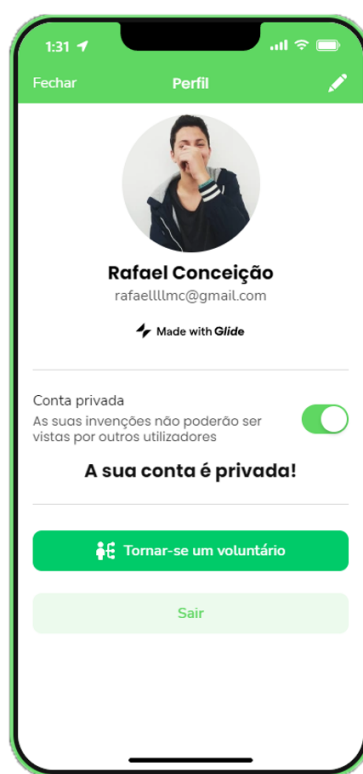 1:31
Fechar Perfil
Rafael Conceição
rafaellllmc@gmail.com
Made with Glide
Conta privada
As suas invenções não poderão ser
vistas por outros utilizadores
A sua conta é privada!
Tornar-se um voluntário
Sair